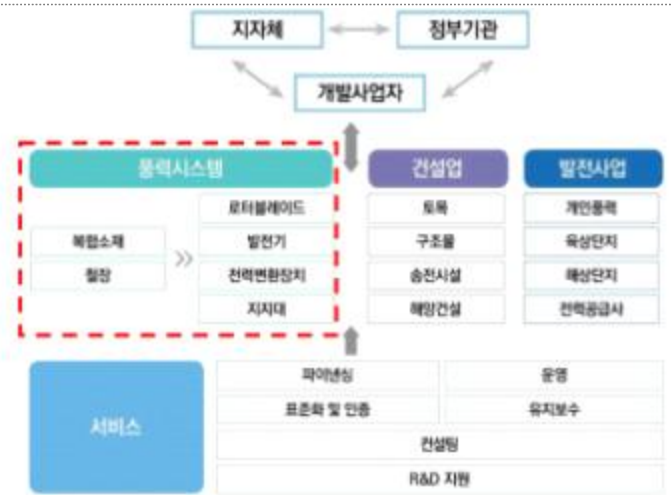 지자체
정부기관
개발사업자
풍력시스템
건설업
발전사업
로터블레이드
복합소재
발전기
철강
전력변환장치
지지대
토목
구조물
송전시설
해양건설
개인풍력
육상단지
해상단지
전력공급사
서비스
파이낸싱
운영
표준화 및 인증
유지보수
컨설팅
R&D 지원